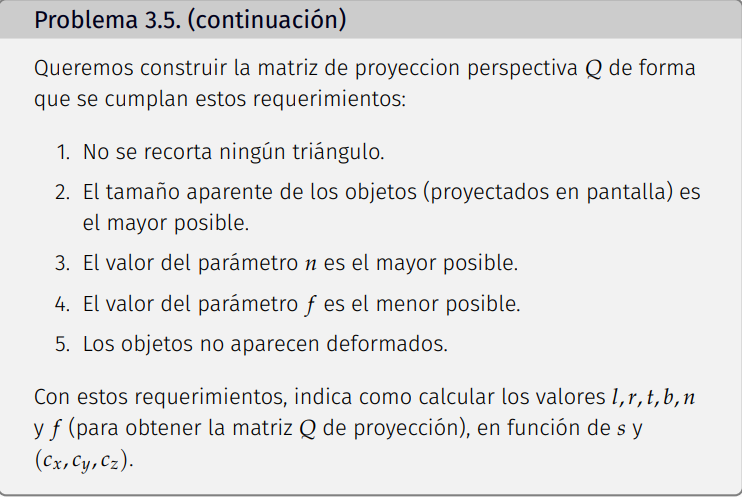 Problema 3.5. (continuación)
Queremos construir la matriz de proyeccion perspectiva Q de forma
que se cumplan estos requerimientos:
1. No se recorta ningún triángulo.
2. El tamaño aparente de los objetos (proyectados en pantalla) es
el mayor posible.
3. El valor del parámetro n es el mayor posible.
4. El valor del parámetro f es el menor posible.
5. Los objetos no aparecen deformados.
Con estos requerimientos, indica como calcular los valores l, r, t, b, n
y f (para obtener la matriz Q de proyección), en función de s y
(cx, cy, cz).